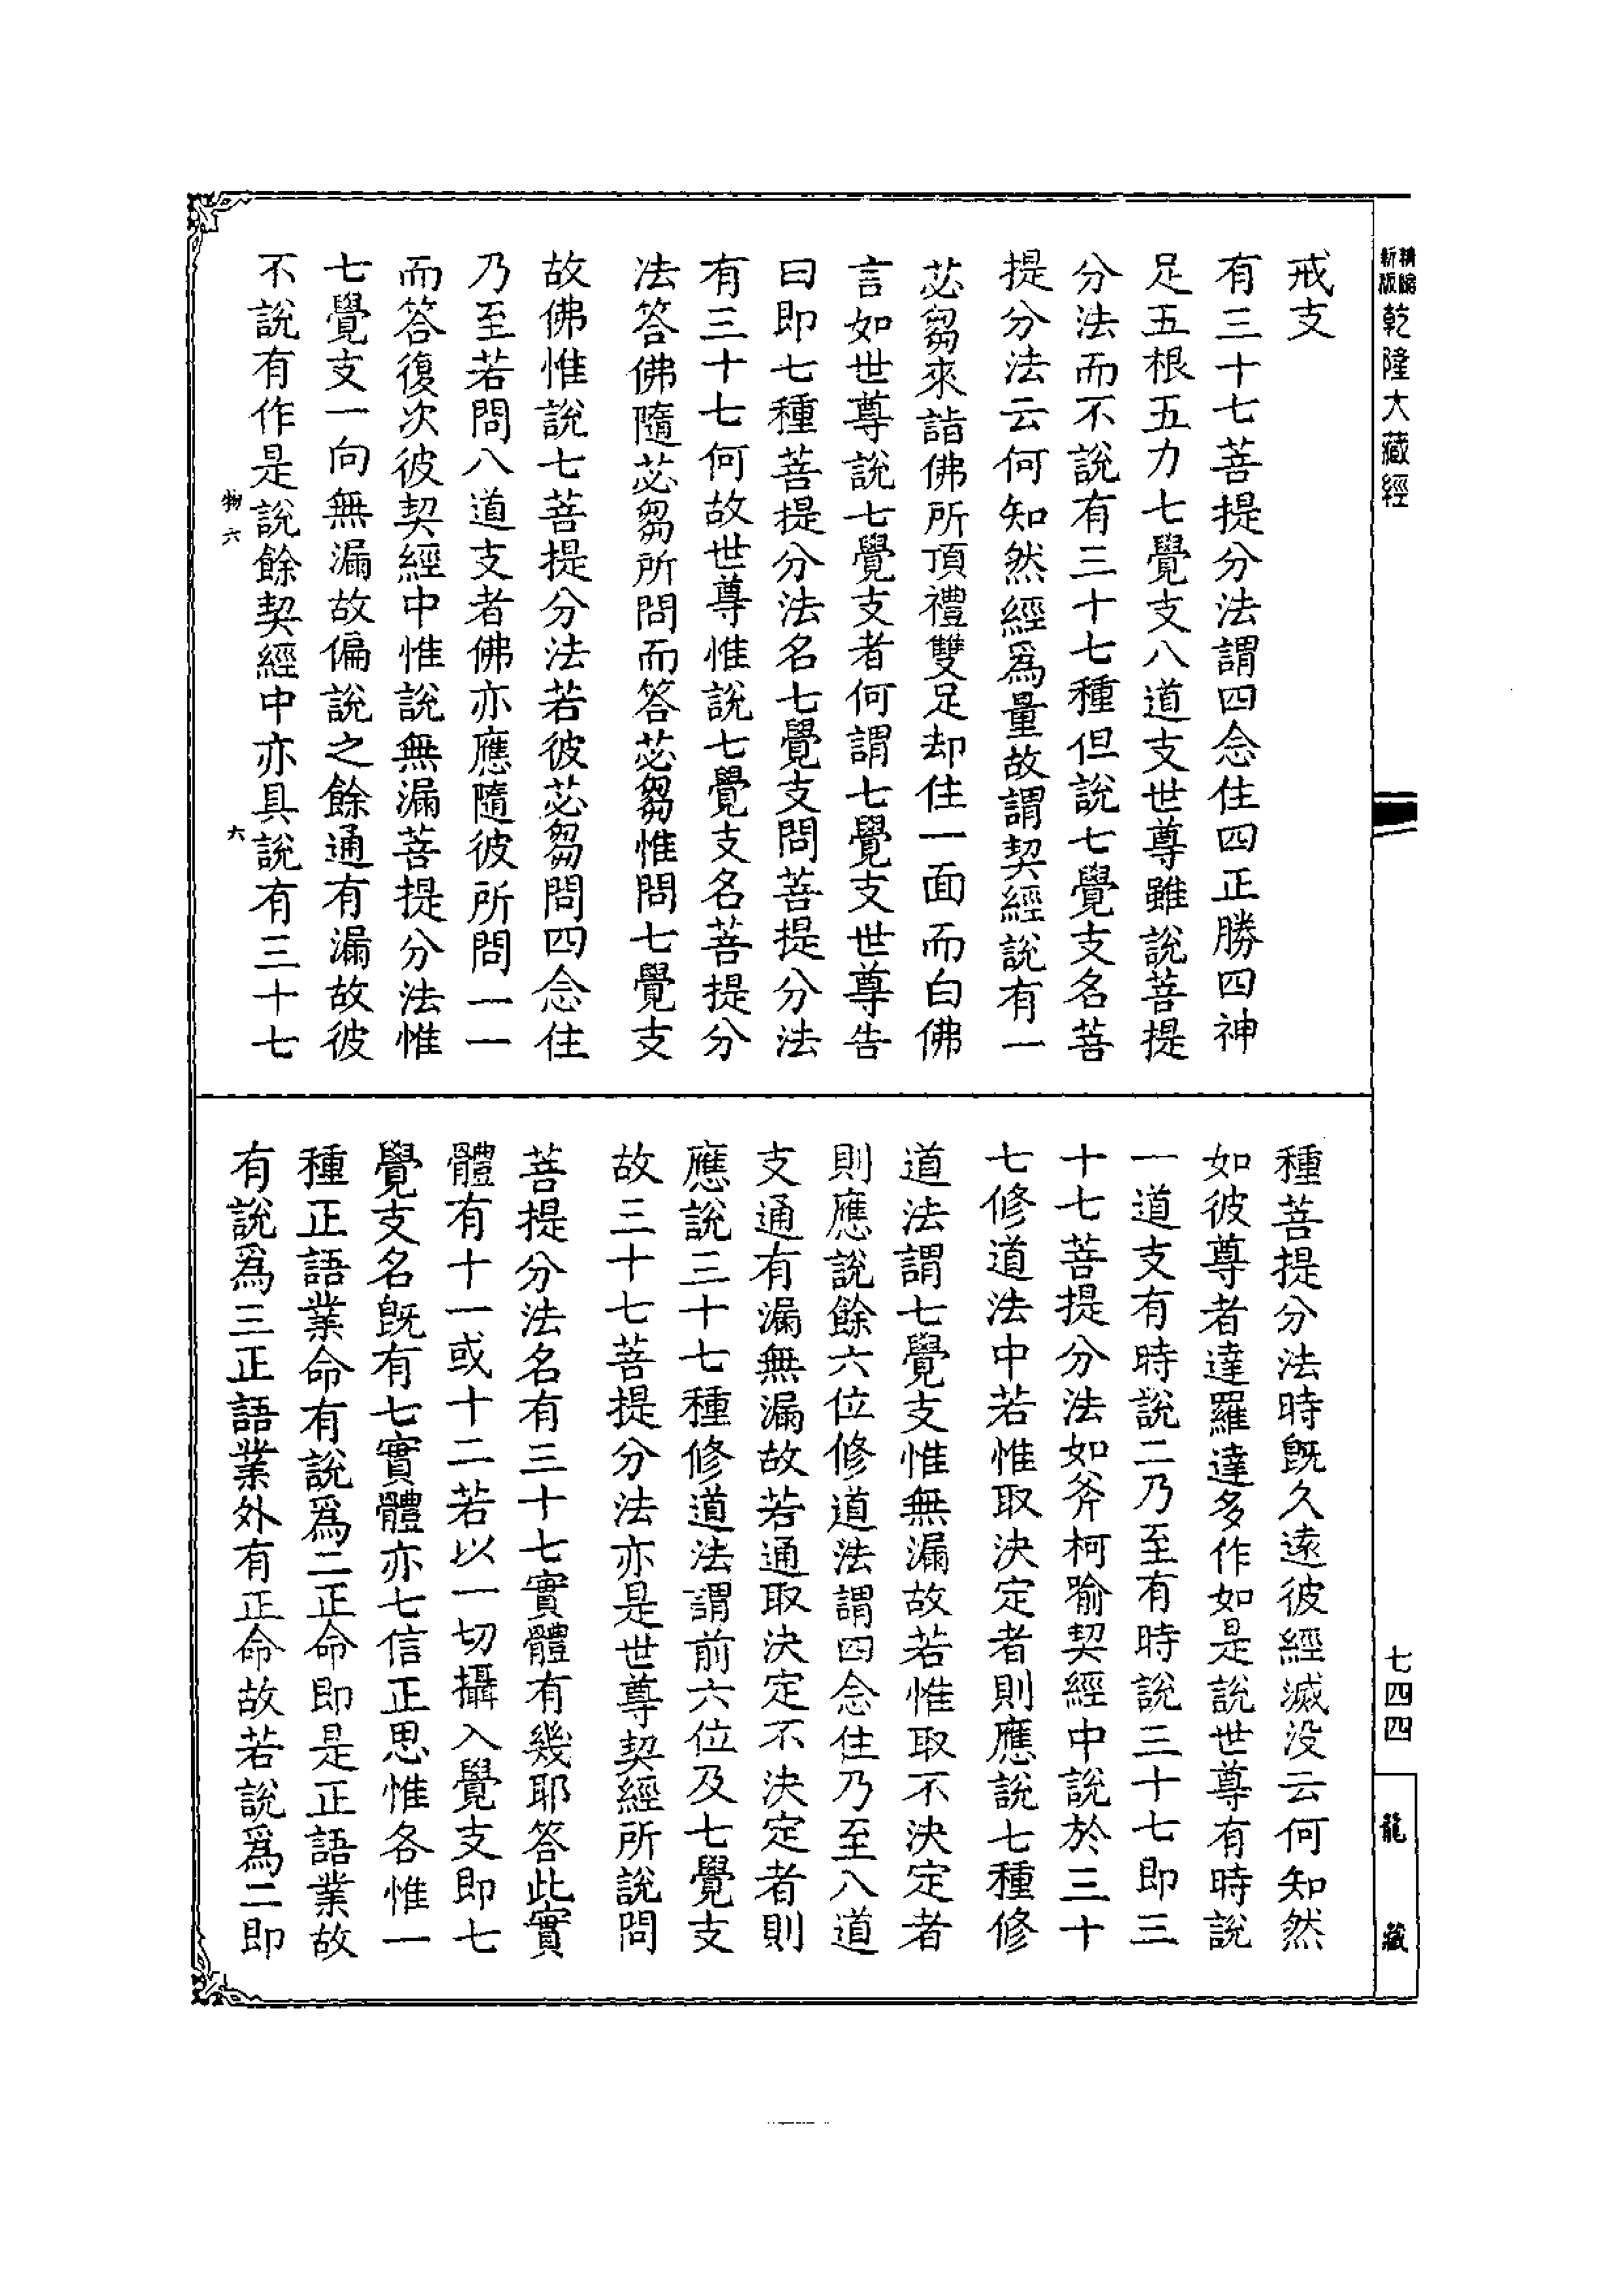 精縮新版乾隆大藏經
七四四
龍藏
戒支
有三十七菩提分法謂四念住四正勝四神
足五根五力七覺支八道支世尊雖說菩提
分法而不說有三十七種但說七覺支名菩
提分法云何知然經爲量故謂契經說有一
苾芻來詣佛所頂禮雙足却住一面而白佛
言如世尊說七覺支者何謂七覺支世尊告
曰即七種菩提分法名七覺支問菩提分法
有三十七何故世尊惟說七覺支名菩提分
法答佛隨苾芻所問而答苾芻惟問七覺支
故佛惟說七菩提分法若彼苾芻問四念住
乃至若問八道支者佛亦應隨彼所問一一
而答復次彼契經中惟說無漏菩提分法惟
七覺支一向無漏故偏說之餘通有漏故彼
不說有作是說餘契經中亦具說有三十七
物六
六
種菩提分法時旣久遠彼經滅没云何知然
如彼尊者達羅達多作如是說世尊有時說
一道支有時說二乃至有時說三十七即三
十七菩提分法如斧柯喻契經中說於三十
七修道法中若惟取決定者則應說七種修
道法謂七覺支惟無漏故若惟取不決定者
則應說餘六位修道法謂四念住乃至八道
支通有漏無漏故若通取決定不決定者則
應說三十七種修道法謂前六位及七覺支
故三十七菩提分法亦是世尊契經所說問
菩提分法名有三十七實體有幾耶答此實
體有十一或十二若以一切攝入覺支即七
覺支名旣有七實體亦七信正思惟各惟一
種正語業命有說爲二正命即是正語業故
有說爲三正語業外有正命故若說爲二即